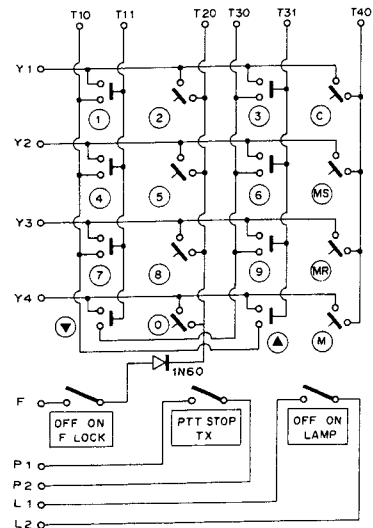 T10 T11 T20 T30 T31 T40
Y1
1 2 3 C
Y2
4 5 6 MS
Y3
7 8 9 MR
Y4
▼ 0 ▲ M
1N60
F
OFF ON OFF ON
F LOCK LAMP
PTT STOP
TX
P1
P2
L1
L2